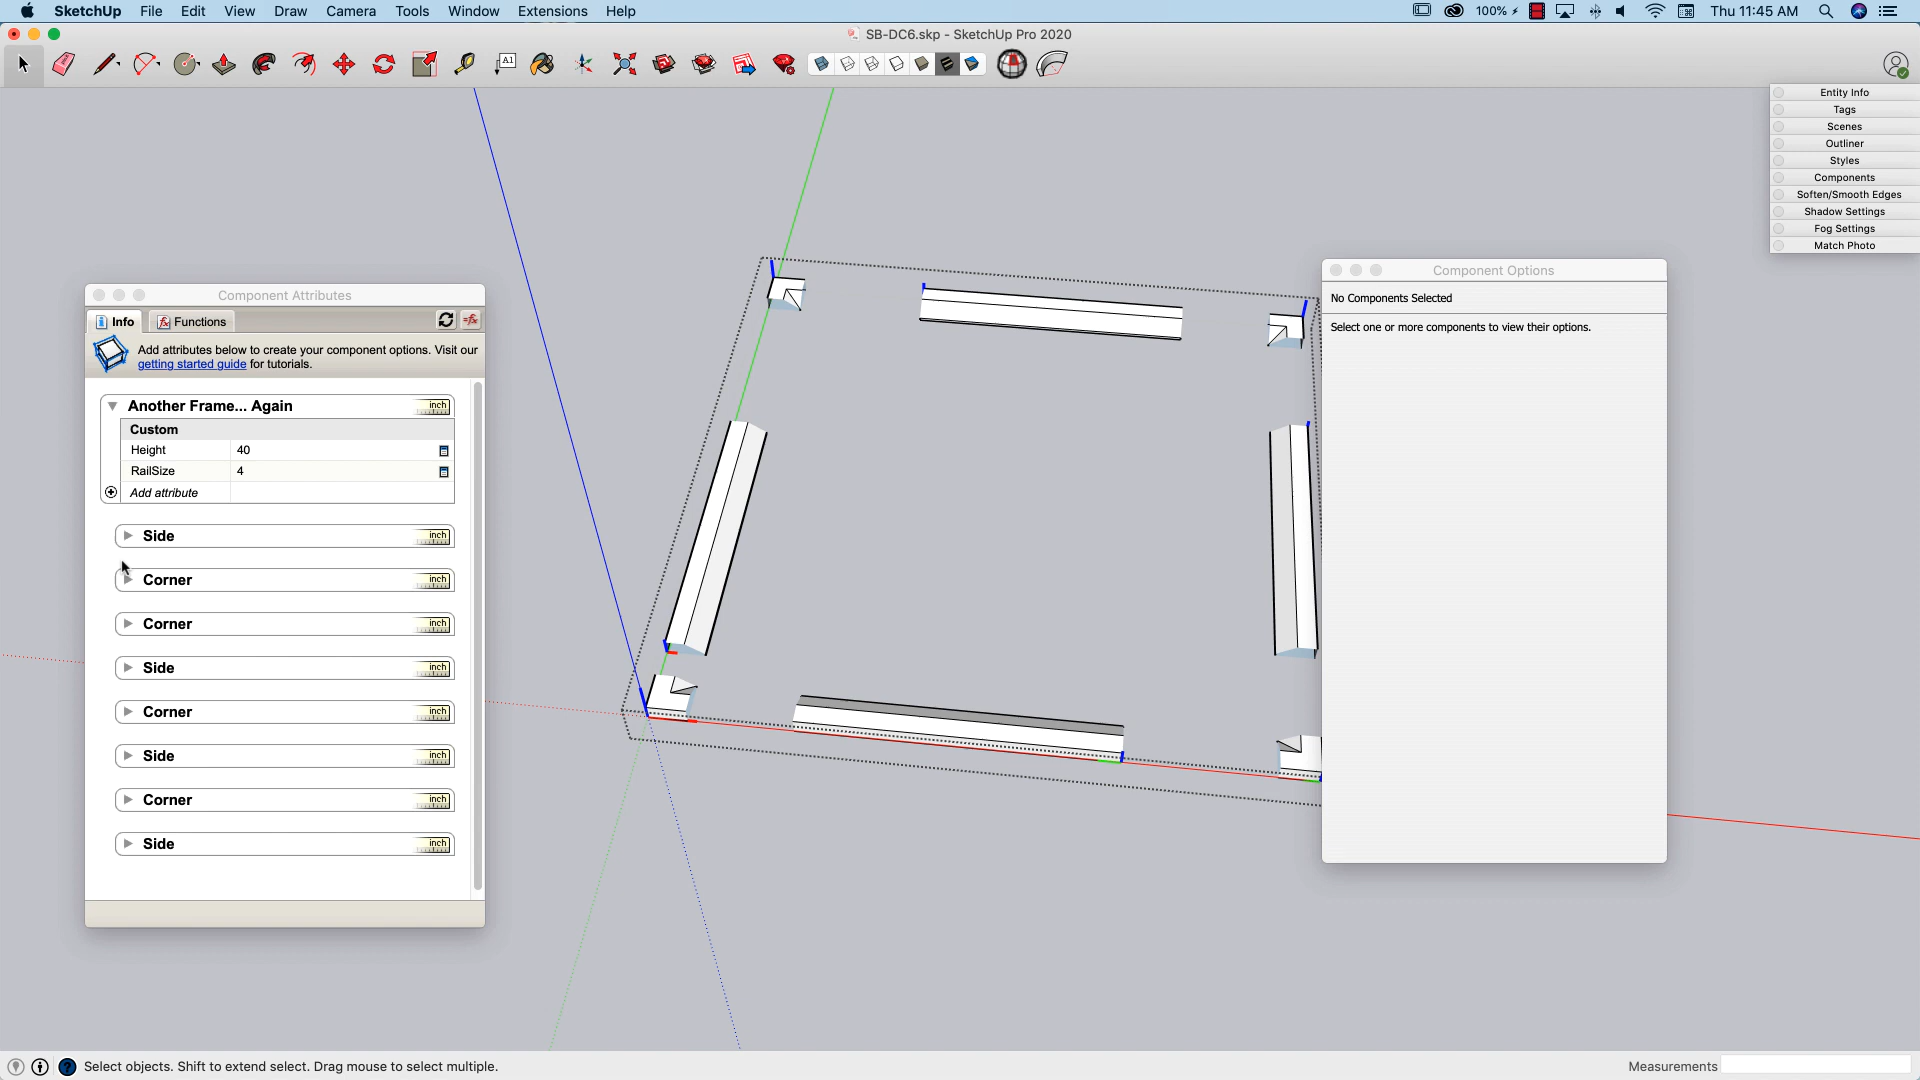 SketchUp File Edit View Draw Camera Tools Window Extensions Help
100% Thu 11:45 AM
SB-DC6.skp - SketchUp Pro 2020
A1
Entity Info
Tags
Scenes
Outliner
Styles
Components
Soften/Smooth Edges
Shadow Settings
Fog Settings
Match Photo
Component Attributes
Info Functions
=fx
Add attributes below to create your component options. Visit our
getting started guide for tutorials.
Another Frame... Again inch
Custom
Height 40
RailSize 4
Add attribute
Side inch
Corner inch
Corner inch
Side inch
Corner inch
Side inch
Corner inch
Side inch
Component Options
No Components Selected
Select one or more components to view their options.
Select objects. Shift to extend select. Drag mouse to select multiple.
Measurements